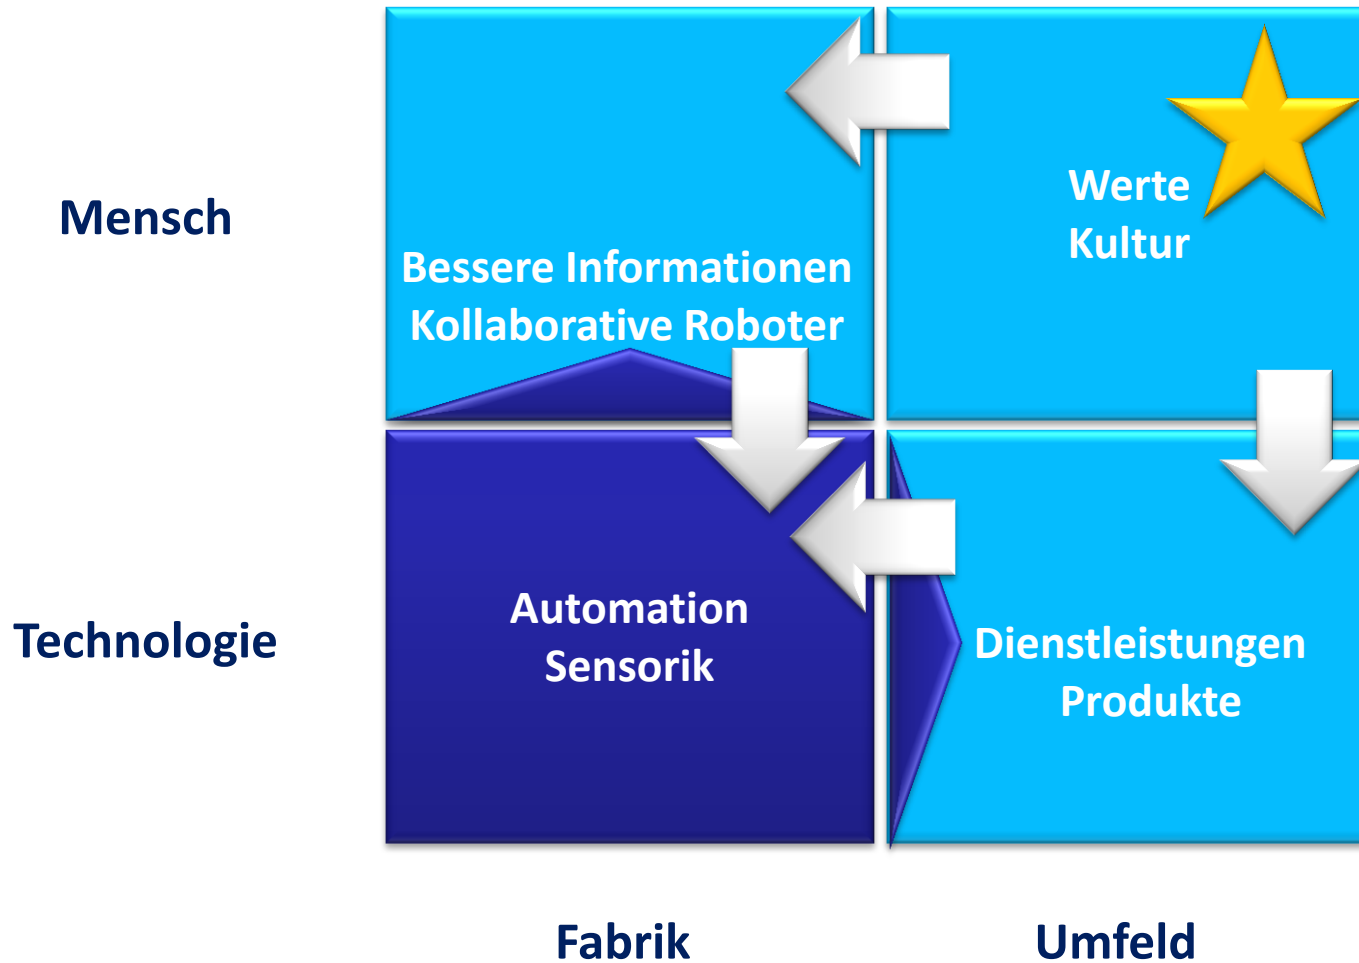 Mensch
Bessere Informationen
Kollaborative Roboter
Werte
Kultur
Technologie
Automation
Sensorik
Dienstleistungen
Produkte
Fabrik
Umfeld